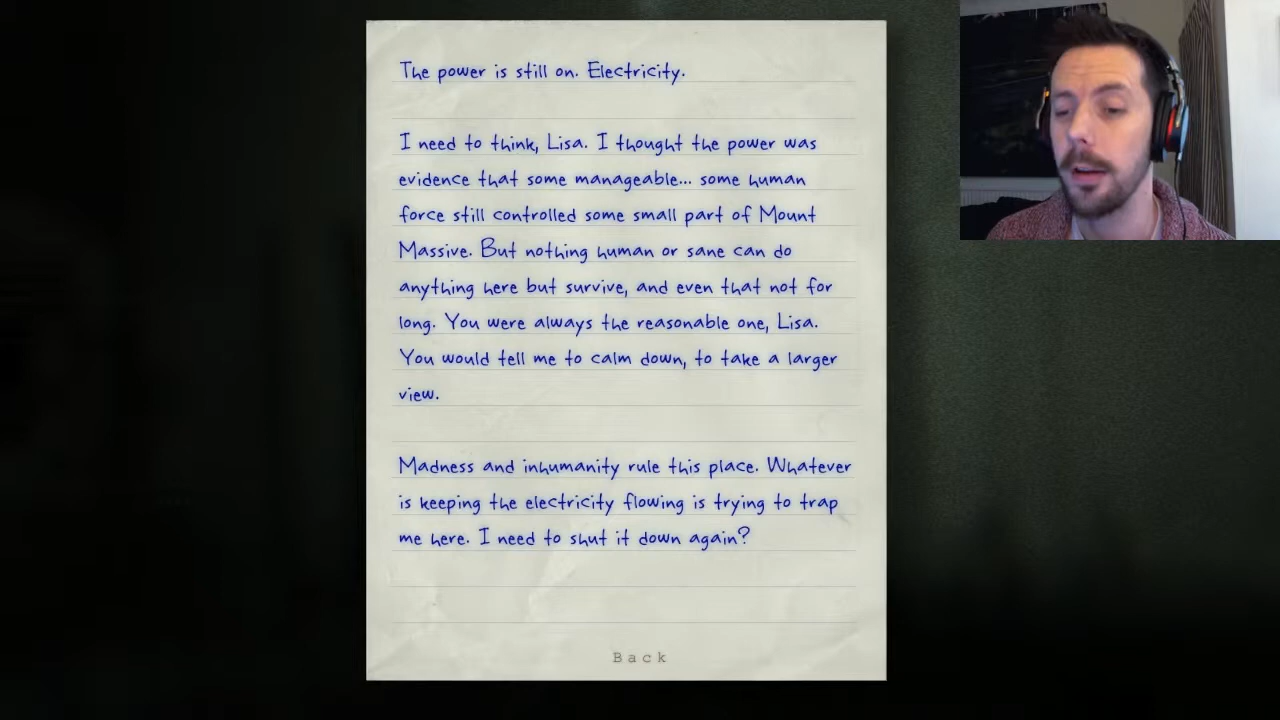 The power is still on. Electricity.
I need to think, Lisa. I thought the power was
evidence that some manageable... some human
force still controlled some small part of Mount
Massive. But nothing human or sane can do
anything here but survive, and even that not for
long. You were always the reasonable one, Lisa.
You would tell me to calm down, to take a larger
view.
Madness and inhumanity rule this place. Whatever
is keeping the electricity flowing is trying to trap
me here. I need to shut it down again?
Back